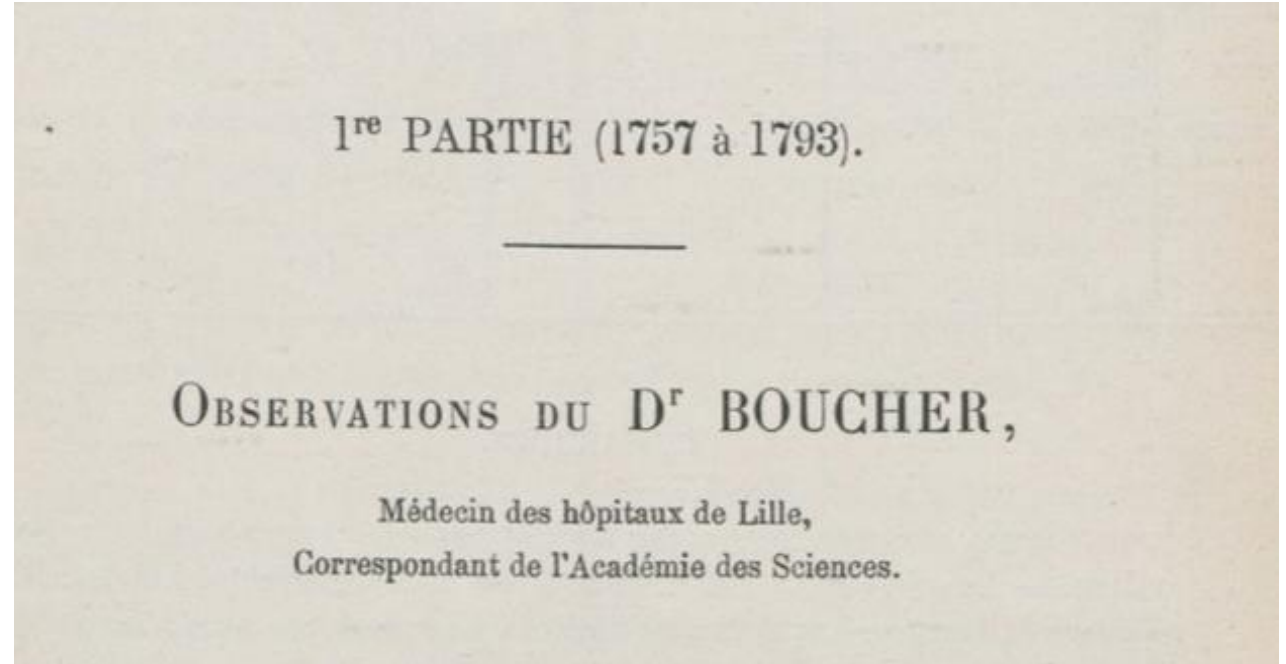 1re PARTIE (1757 à 1793).
OBSERVATIONS DU Dr BOUCHER,
Médecin des hôpitaux de Lille,
Correspondant de l'Académie des Sciences.